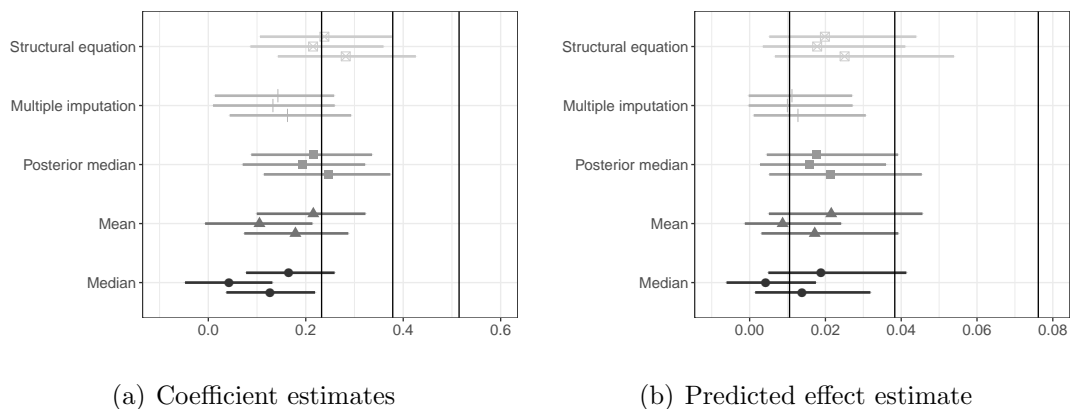 Structural equation
Multiple imputation
Posterior median
Mean
Median
0.0 0.2 0.4 0.6
(a) Coefficient estimates
Structural equation
Multiple imputation
Posterior median
Mean
Median
0.00 0.02 0.04 0.06 0.08
(b) Predicted effect estimate